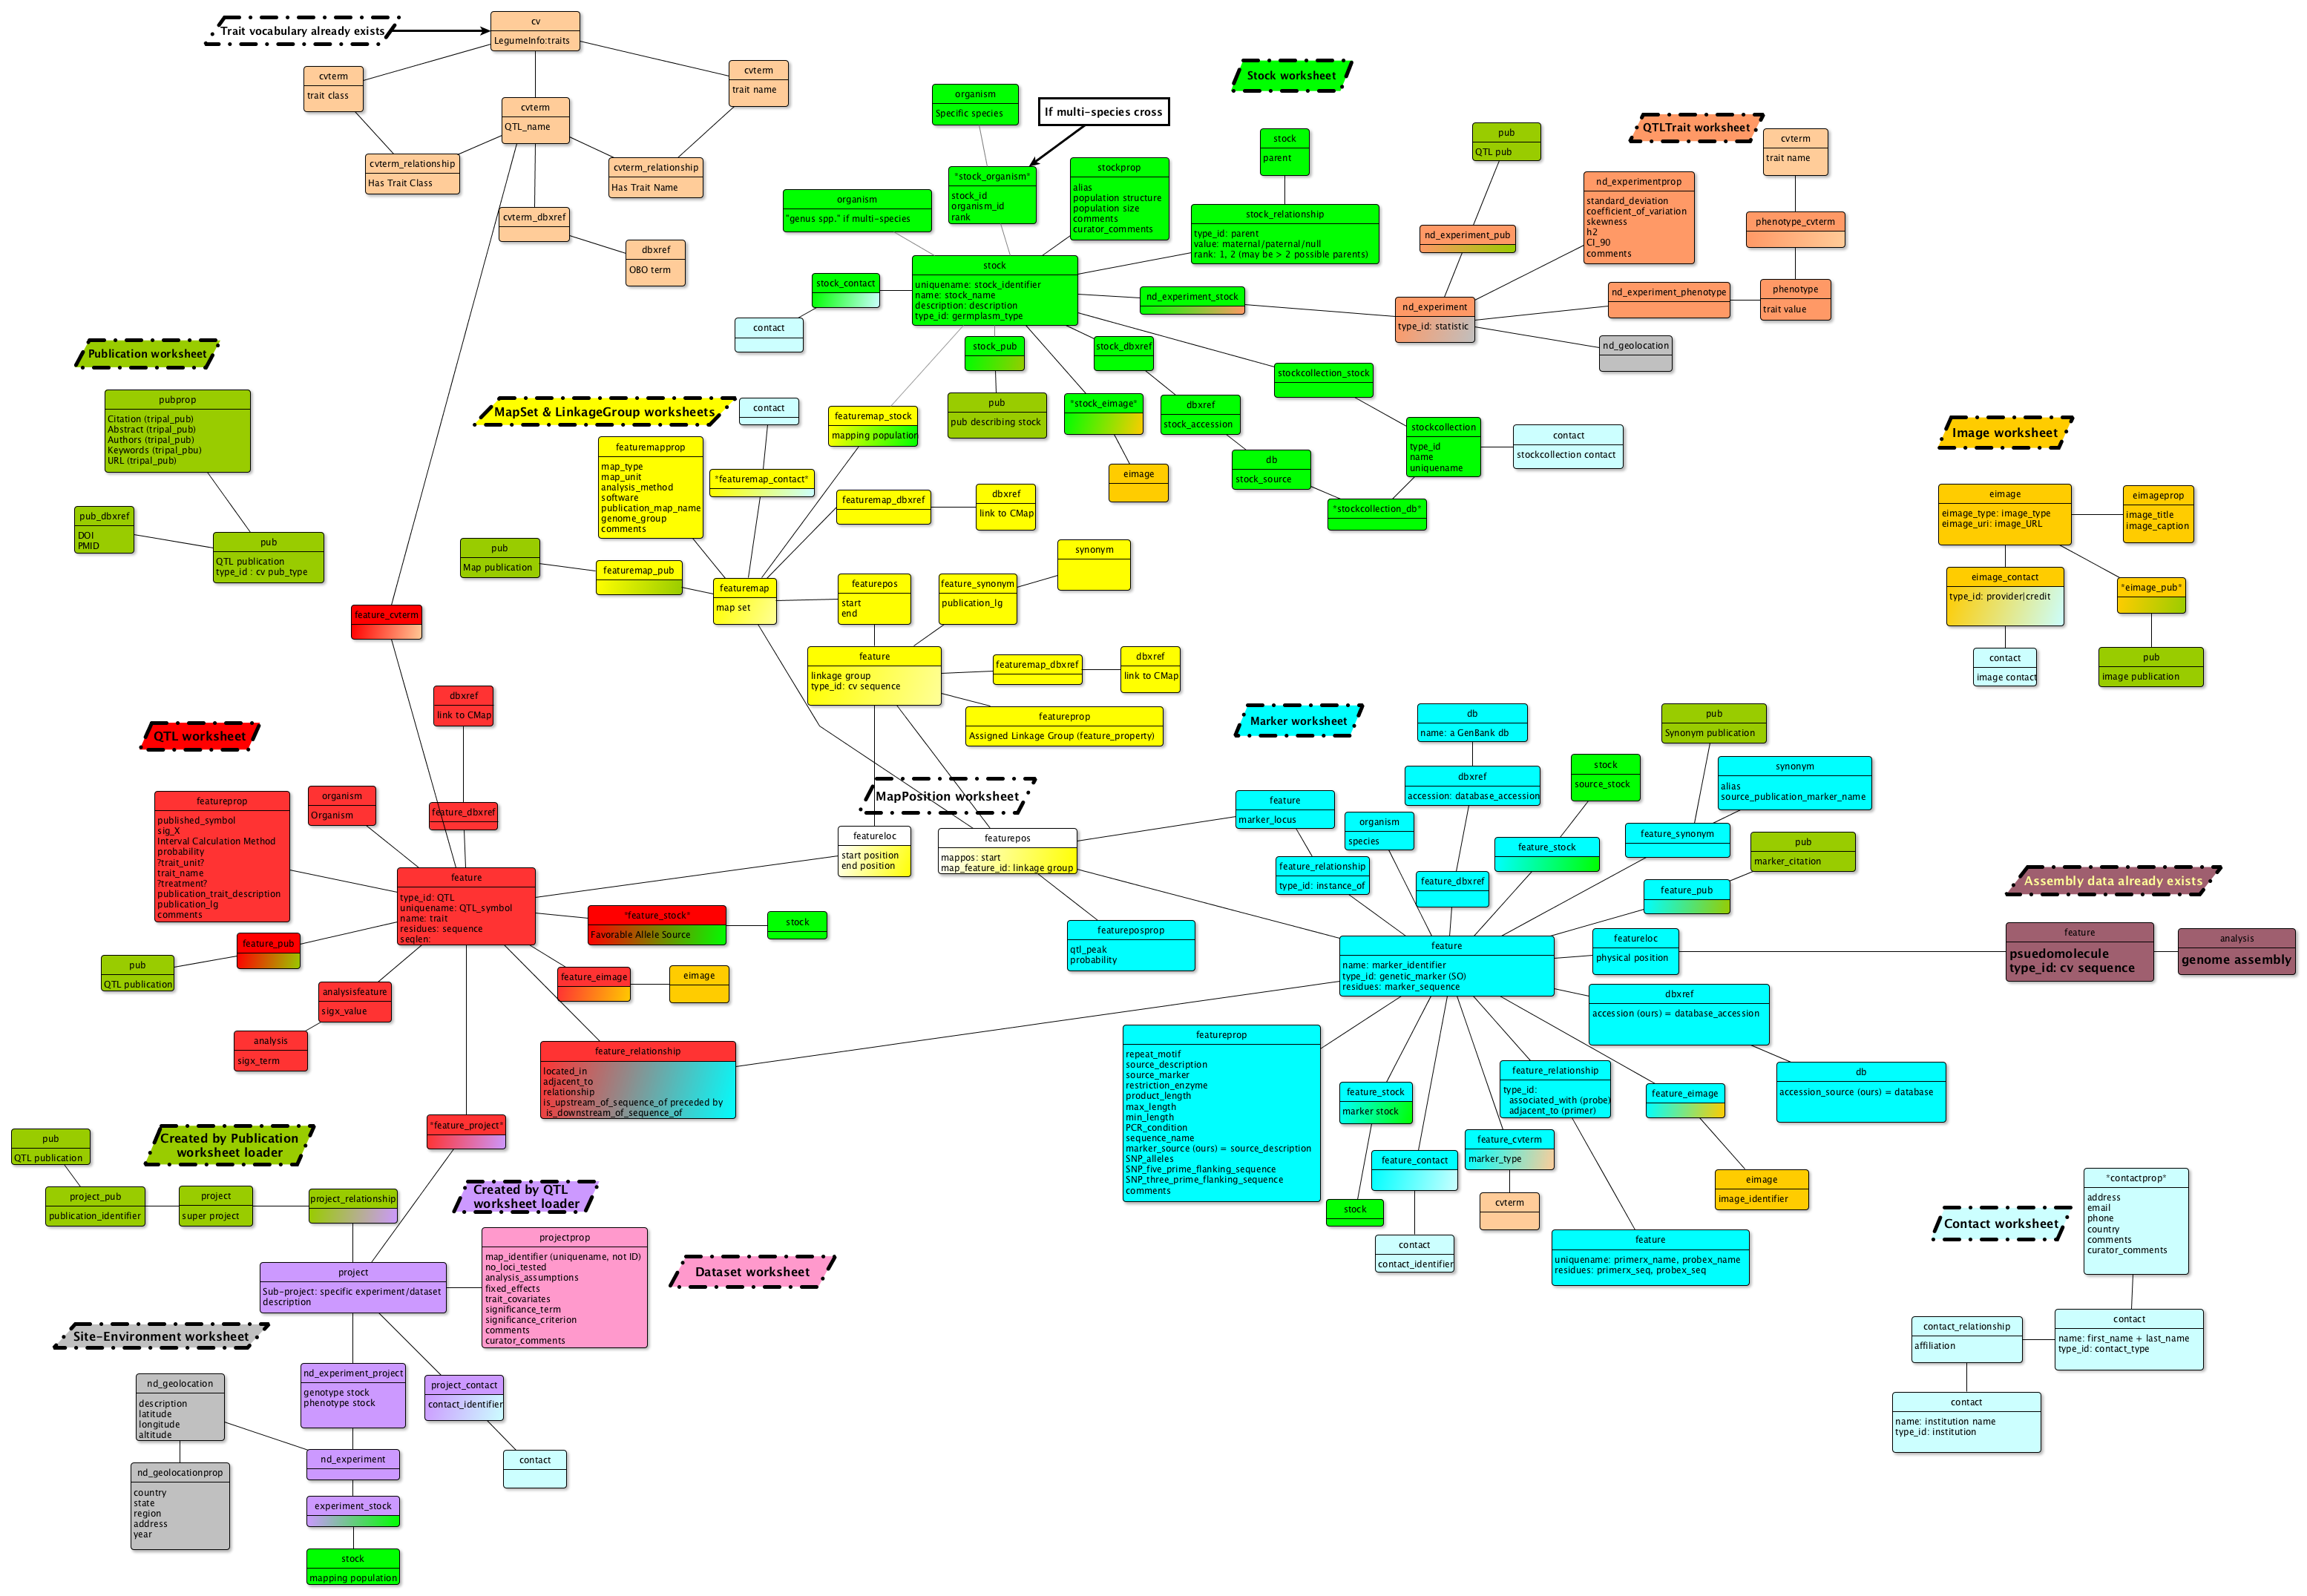 Trait vocabulary already exists
cv
LegumeInfo:traits
cvterm
trait class
cvterm
QTL_name
cvterm
trait name
cvterm_relationship
Has Trait Class
cvterm_relationship
Has Trait Name
cvterm_dbxref
dbxref
OBO term
Stock worksheet
organism
Specific species
If multi-species cross
*stock_organism*
stock_id
organism_id
rank
organism
"genus spp." if multi-species
stockprop
alias
population structure
population size
comments
curator_comments
stock
parent
stock_relationship
type_id: parent
value: maternal/paternal/null
rank: 1, 2 (may be > 2 possible parents)
stock
uniquename: stock_identifier
name: stock_name
description: description
type_id: germplasm_type
stock_contact
contact
nd_experiment_stock
stock_pub
pub
pub describing stock
stock_dbxref
*stock_eimage*
eimage
dbxref
stock_accession
db
stock_source
stockcollection_stock
stockcollection
type_id
name
uniquename
contact
stockcollection contact
*stockcollection_db*
QTLTrait worksheet
pub
QTL pub
cvterm
trait name
nd_experimentprop
standard_deviation
coefficient_of_variation
skewness
h2
CI_90
comments
nd_experiment_pub
phenotype_cvterm
nd_experiment
type_id: statistic
nd_experiment_phenotype
phenotype
trait value
nd_geolocation
Publication worksheet
pubprop
Citation (tripal_pub)
Abstract (tripal_pub)
Authors (tripal_pub)
Keywords (tripal_pbu)
URL (tripal_pub)
pub_dbxref
DOI
PMID
pub
QTL publication
type_id : cv pub_type
MapSet & LinkageGroup worksheets
contact
featuremap_stock
mapping population
featuremapprop
map_type
map_unit
analysis_method
software
publication_map_name
genome_group
comments
*featuremap_contact*
featuremap_dbxref
dbxref
link to CMap
pub
Map publication
featuremap_pub
featuremap
map set
featurepos
start
end
feature_synonym
publication_lg
synonym
feature
linkage group
type_id: cv sequence
featuremap_dbxref
dbxref
link to CMap
featureprop
Assigned Linkage Group (feature_property)
Image worksheet
eimage
eimage_type: image_type
eimage_uri: image_URL
eimageprop
image_title
image_caption
eimage_contact
type_id: provider|credit
*eimage_pub*
contact
image contact
pub
image publication
feature_cvterm
QTL worksheet
dbxref
link to CMap
featureprop
published_symbol
sig_X
Interval Calculation Method
probability
?trait_unit?
trait_name
?treatment?
publication_trait_description
publication_lg
comments
organism
Organism
feature_dbxref
feature
type_id: QTL
uniquename: QTL_symbol
name: trait
residues: sequence
seqlen:
feature_pub
pub
QTL publication
analysisfeature
sigx_value
analysis
sigx_term
*feature_stock*
Favorable Allele Source
stock
feature_eimage
eimage
feature_relationship
located_in
adjacent_to
relationship
is_upstream_of_sequence_of preceded by
is_downstream_of_sequence_of
*feature_project*
MapPosition worksheet
featureloc
start position
end position
featurepos
mappos: start
map_feature_id: linkage group
featureposprop
qtl_peak
probability
Marker worksheet
feature
marker_locus
feature_relationship
type_id: instance_of
organism
species
db
name: a GenBank db
dbxref
accession: database_accession
feature_dbxref
stock
source_stock
feature_stock
pub
Synonym publication
synonym
alias
source_publication_marker_name
feature_synonym
pub
marker_citation
feature_pub
feature
name: marker_identifier
type_id: genetic_marker (SO)
residues: marker_sequence
featureloc
physical position
Assembly data already exists
feature
psuedomolecule
type_id: cv sequence
analysis
genome assembly
dbxref
accession (ours) = database_accession
db
accession_source (ours) = database
featureprop
repeat_motif
source_description
source_marker
restriction_enzyme
product_length
max_length
min_length
PCR_condition
sequence_name
marker_source (ours) = source_description
SNP_alleles
SNP_five_prime_flanking_sequence
SNP_three_prime_flanking_sequence
comments
feature_stock
marker stock
stock
feature_contact
contact
contact_identifier
feature_cvterm
marker_type
cvterm
feature_relationship
type_id:
associated_with (probe)
adjacent_to (primer)
feature
uniquename: primerx_name, probex_name
residues: primerx_seq, probex_seq
feature_eimage
eimage
image_identifier
Created by Publication
worksheet loader
pub
QTL publication
project_pub
publication_identifier
project
super project
project_relationship
Created by QTL
worksheet loader
project
Sub-project: specific experiment/dataset
description
projectprop
map_identifier (uniquename, not ID)
no_loci_tested
analysis_assumptions
fixed_effects
trait_covariates
significance_term
significance_criterion
comments
curator_comments
Dataset worksheet
Site-Environment worksheet
nd_geolocation
description
latitude
longitude
altitude
nd_geolocationprop
country
state
region
address
year
nd_experiment_project
genotype stock
phenotype stock
project_contact
contact_identifier
contact
nd_experiment
experiment_stock
stock
mapping population
Contact worksheet
*contactprop*
address
email
phone
country
comments
curator_comments
contact
name: first_name + last_name
type_id: contact_type
contact_relationship
affiliation
contact
name: institution name
type_id: institution